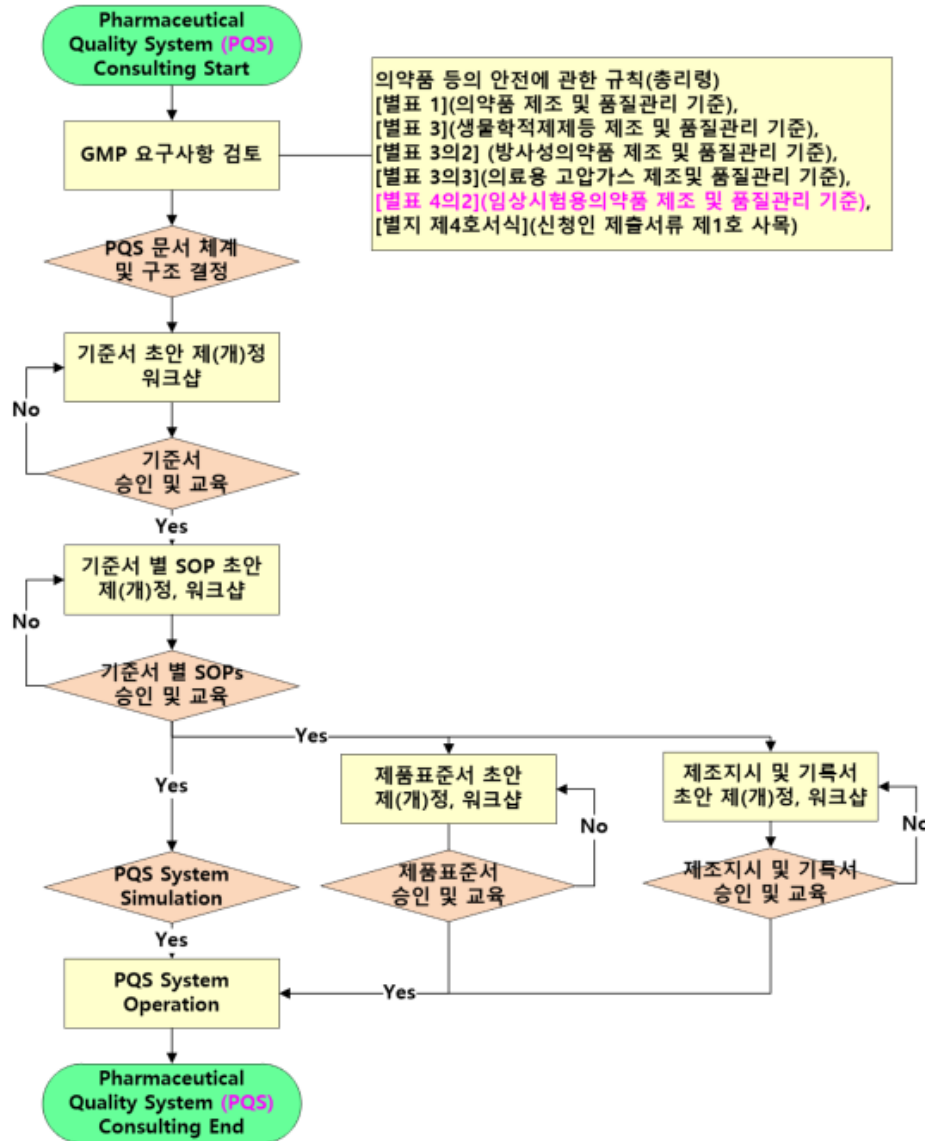 Pharmaceutical
Quality System (PQS)
Consulting Start
GMP 요구사항 검토
의약품 등의 안전에 관한 규칙(총리령)
[별표 1](의약품 제조 및 품질관리 기준),
[별표 3](생물학적제제등 제조 및 품질관리 기준),
[별표 3의2] (방사성의약품 제조 및 품질관리 기준),
[별표 3의3](의료용 고압가스 제조및 품질관리 기준),
[별표 4의2](임상시험용의약품 제조 및 품질관리 기준),
[별지 제4호서식](신청인 제출서류 제1호 사목)
PQS 문서 체계
및 구조 결정
기준서 초안 제(개)정
워크샵
No
기준서
승인 및 교육
Yes
기준서 별 SOP 초안
제(개)정, 워크샵
No
기준서 별 SOPs
승인 및 교육
Yes
Yes
제품표준서 초안
제(개)정, 워크샵
No
제조지시 및 기록서
초안 제(개)정, 워크샵
No
PQS System
Simulation
제품표준서
승인 및 교육
제조지시 및 기록서
승인 및 교육
Yes
PQS System
Operation
Yes
Pharmaceutical
Quality System (PQS)
Consulting End